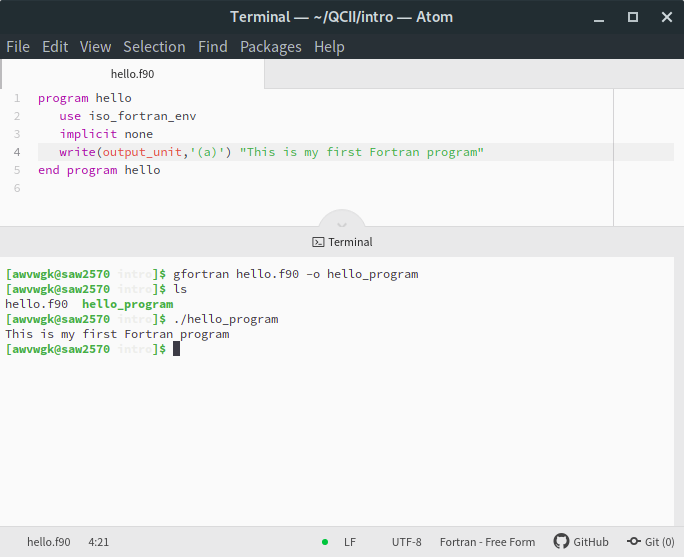 Terminal — ~/QCII/intro — Atom
File Edit View Selection Find Packages Help
hello.f90
1 program hello
2 use iso_fortran_env
3 implicit none
4 write(output_unit,'(a)') "This is my first Fortran program"
5 end program hello
6
Terminal
[awvwgk@saw2570 intro]$ gfortran hello.f90 -o hello_program
[awvwgk@saw2570 intro]$ ls
hello.f90 hello_program
[awvwgk@saw2570 intro]$ ./hello_program
This is my first Fortran program
[awvwgk@saw2570 intro]$
hello.f90 4:21 LF UTF-8 Fortran - Free Form GitHub Git (0)